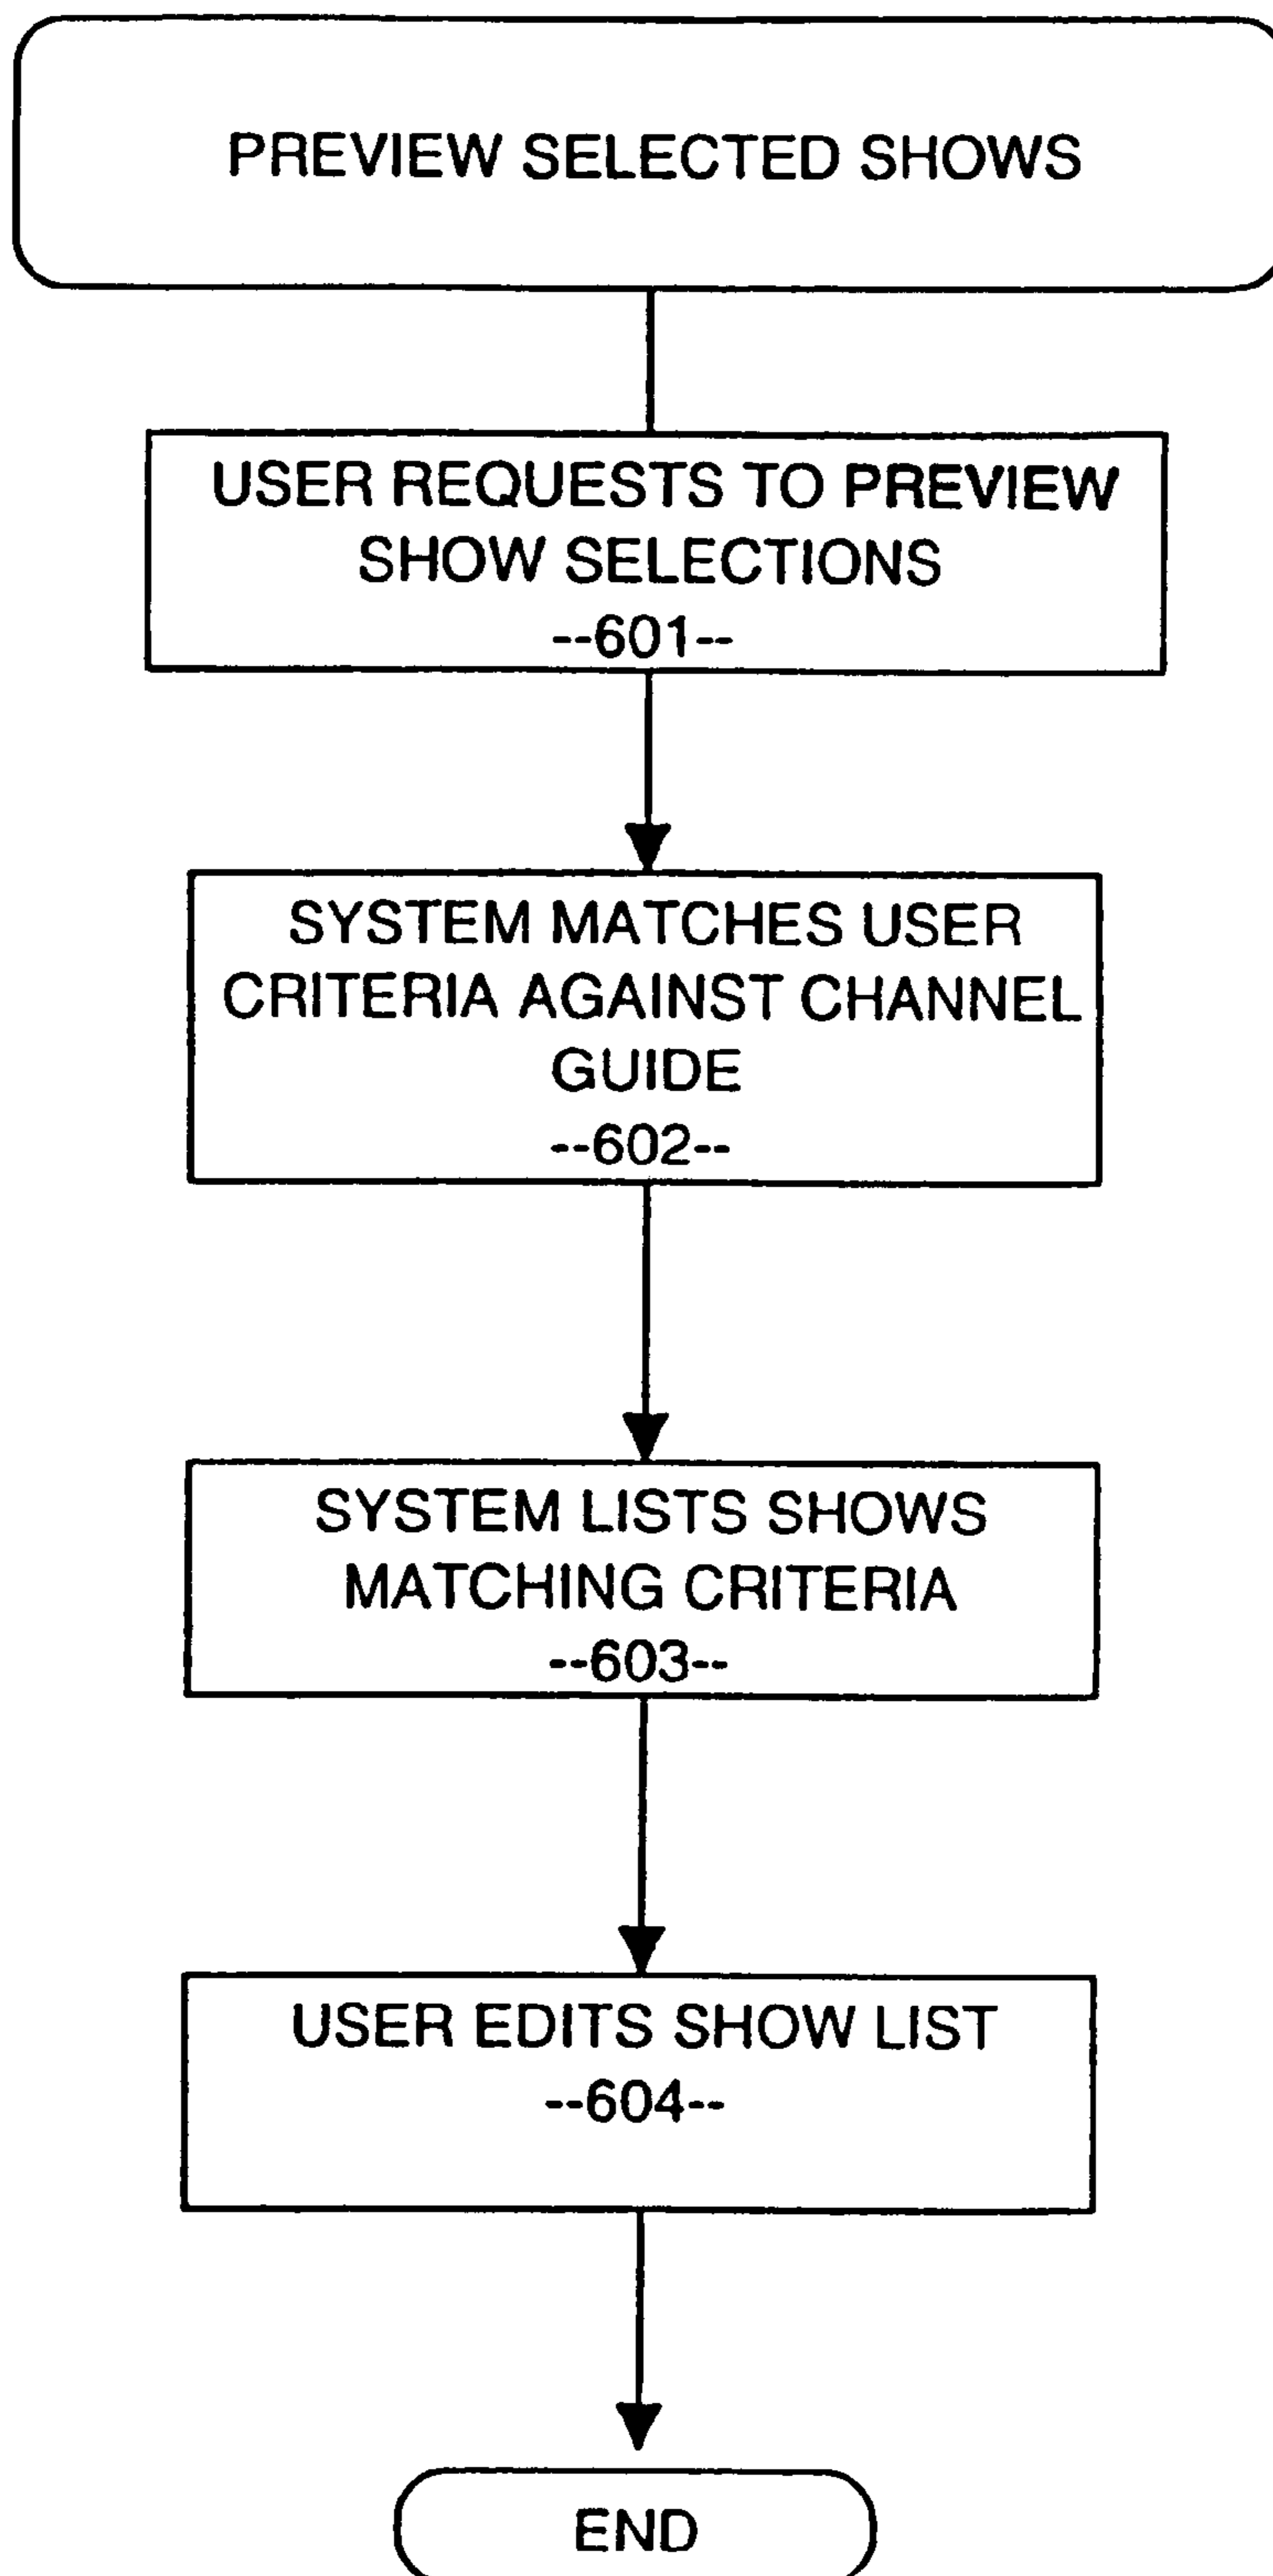 PREVIEW SELECTED SHOWS
USER REQUESTS TO PREVIEW
SHOW SELECTIONS
--601--
SYSTEM MATCHES USER
CRITERIA AGAINST CHANNEL
GUIDE
--602--
SYSTEM LISTS SHOWS
MATCHING CRITERIA
--603--
USER EDITS SHOW LIST
--604--
END